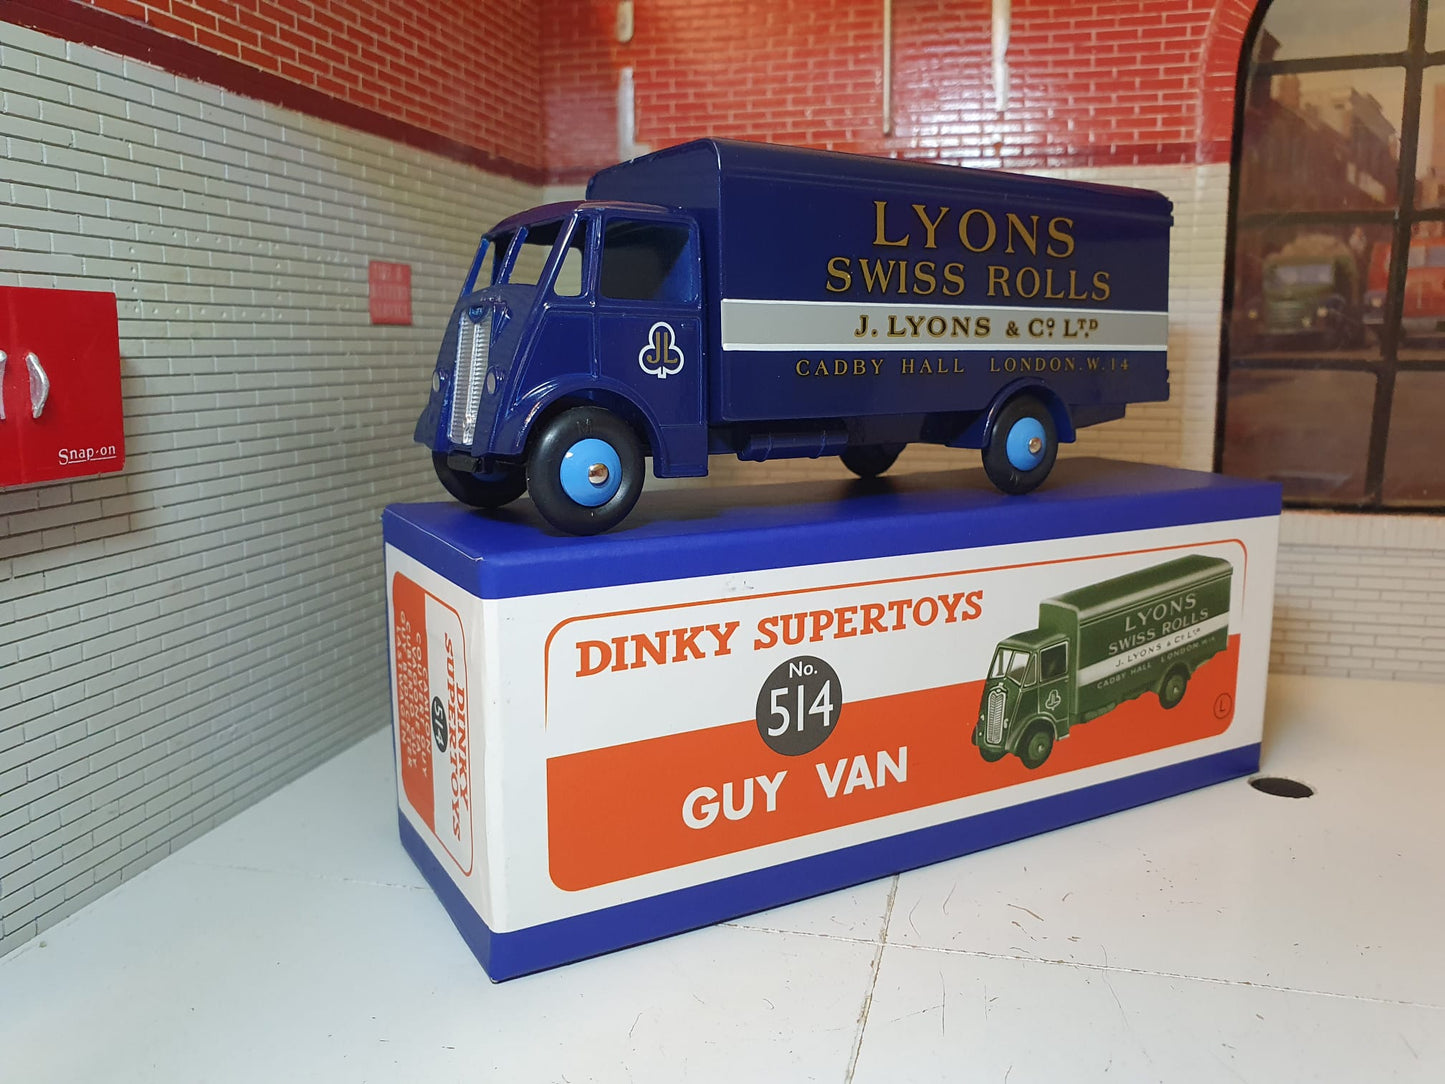 LYONS
SWISS ROLLS
J. LYONS & Cº. LTD.
CADBY HALL LONDON. W. 14
JL
Snap-on
DINKY SUPERTOYS
No.
514
GUY VAN
LYONS
SWISS ROLLS
J. LYONS & Cº LTD
CADBY HALL LONDON. W. 14
L
DINKY
SUPERTOYS
514